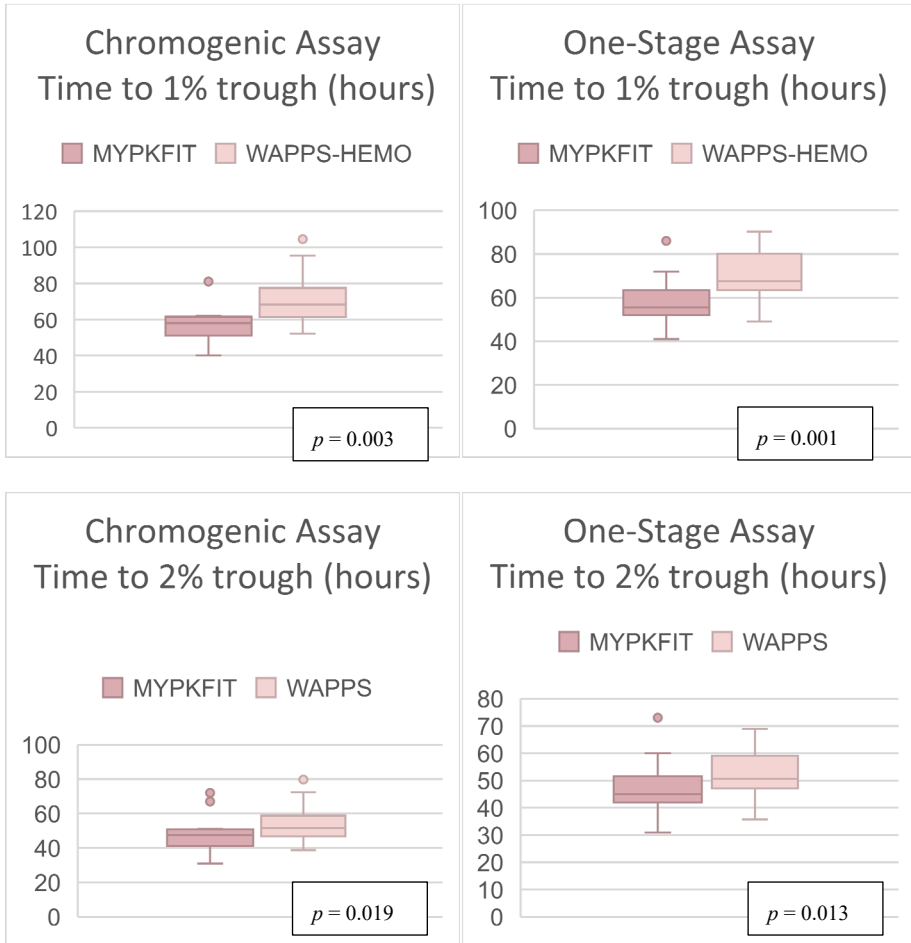 Chromogenic Assay
Time to 1% trough (hours)
MYPKFIT WAPPS-HEMO
120
100
80
60
40
20
0
p = 0.003
One-Stage Assay
Time to 1% trough (hours)
MYPKFIT WAPPS-HEMO
100
80
60
40
20
0
p = 0.001
Chromogenic Assay
Time to 2% trough (hours)
MYPKFIT WAPPS
100
80
60
40
20
0
p = 0.019
One-Stage Assay
Time to 2% trough (hours)
MYPKFIT WAPPS
80
70
60
50
40
30
20
10
0
p = 0.013